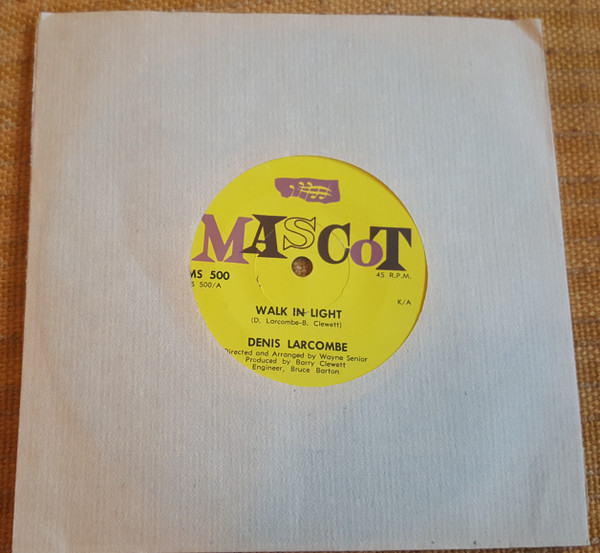 MASCOT
MS 500
45 R.P.M.
S 500/A
K/A
WALK IN LIGHT
(D. Larcombe-B. Clewett)
DENIS LARCOMBE
Directed and Arranged by Wayne Senior
Produced by Barry Clewett
Engineer, Bruce Barton